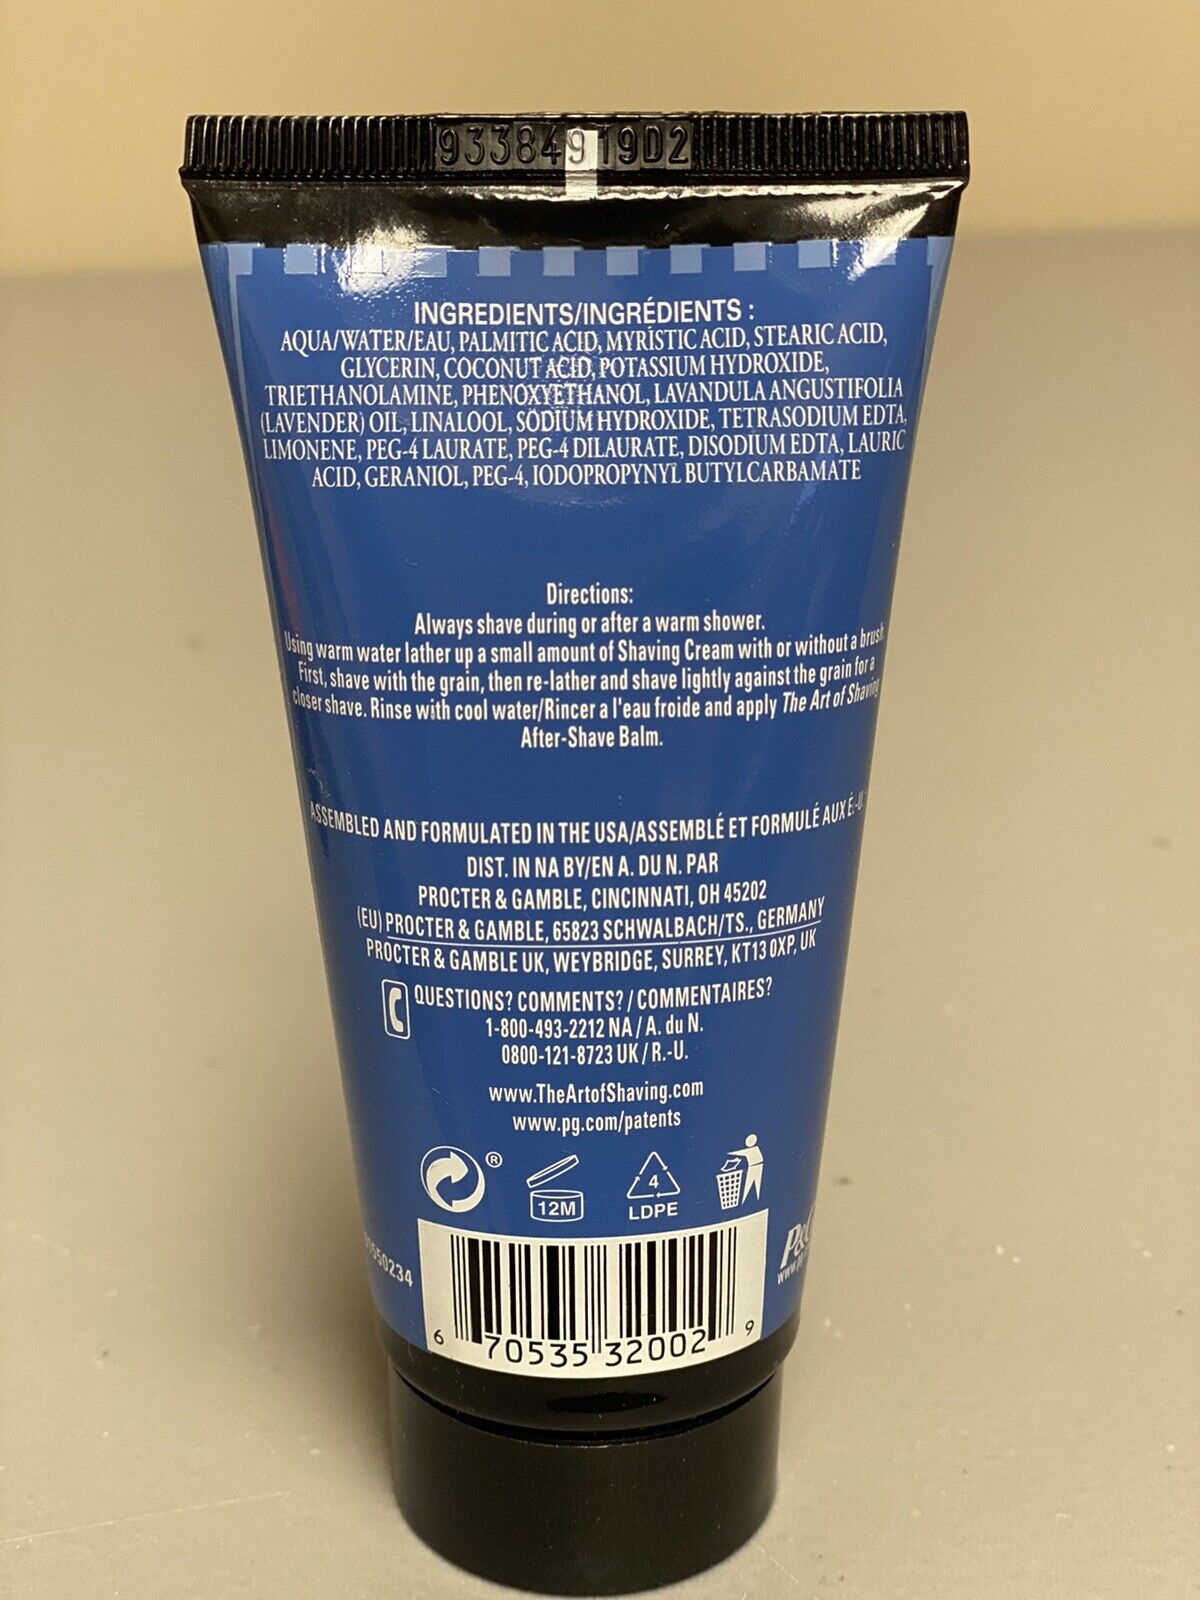 9338491902
INGREDIENTS/INGRÉDIENTS :
AQUA/WATER/EAU, PALMITIC ACID, MYRISTIC ACID, STEARIC ACID,
GLYCERIN, COCONUT ACID, POTASSIUM HYDROXIDE,
TRIETHANOLAMINE, PHENOXYETHANOL, LAVANDULA ANGUSTIFOLIA
(LAVENDER) OIL, LINALOOL, SODIUM HYDROXIDE, TETRASODIUM EDTA,
LIMONENE, PEG-4 LAURATE, PEG-4 DILAURATE, DISODIUM EDTA, LAURIC
ACID, GERANIOL, PEG-4, IODOPROPYNYL BUTYLCARBAMATE
Directions:
Always shave during or after a warm shower.
Using warm water lather up a small amount of Shaving Cream with or without a brush.
First, shave with the grain, then re-lather and shave lightly against the grain for a
closer shave. Rinse with cool water/Rincer a l'eau froide and apply The Art of Shaving
After-Shave Balm.
ASSEMBLED AND FORMULATED IN THE USA/ASSEMBLÉ ET FORMULÉ AUX É.-U.
DIST. IN NA BY/EN A. DU N. PAR
PROCTER & GAMBLE, CINCINNATI, OH 45202
(EU) PROCTER & GAMBLE, 65823 SCHWALBACH/TS., GERMANY
PROCTER & GAMBLE UK, WEYBRIDGE, SURREY, KT13 0XP, UK
QUESTIONS? COMMENTS? / COMMENTAIRES?
1-800-493-2212 NA / A. du N.
0800-121-8723 UK / R.-U.
www.TheArtofShaving.com
www.pg.com/patents
®
12M
4
LDPE
6 70535 32002 9